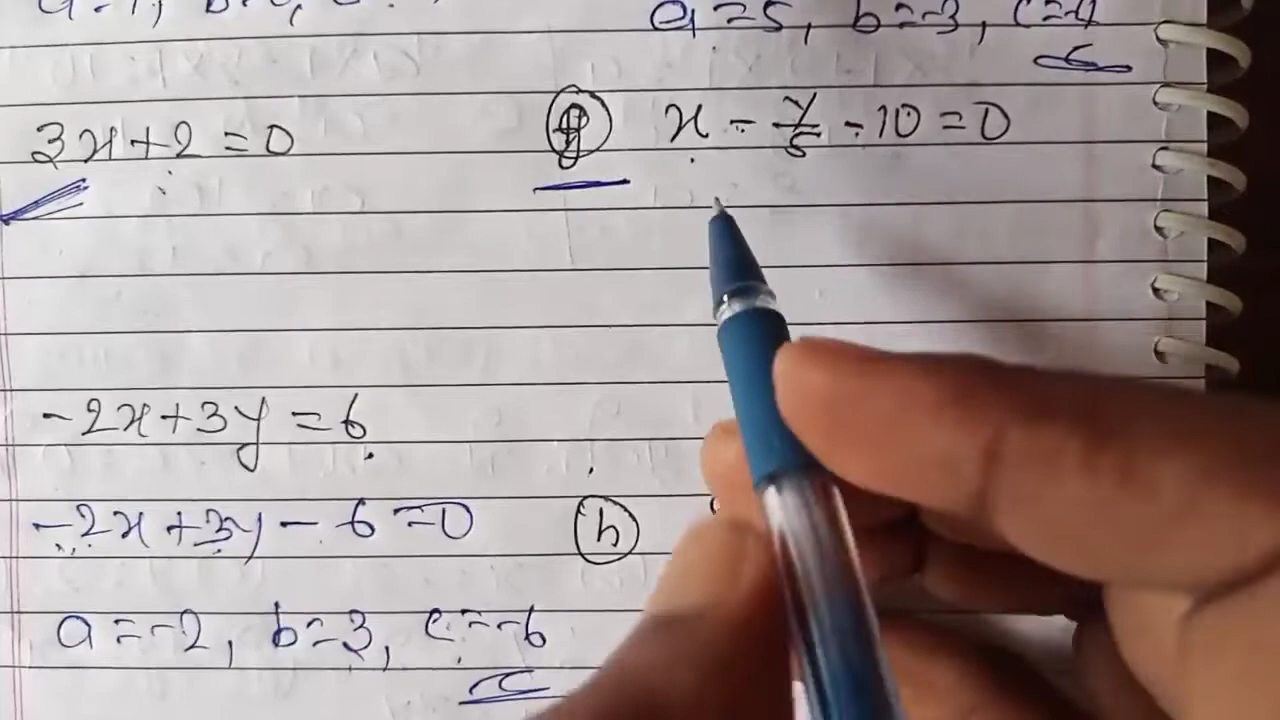 a = 5, b = -3, c = -4
3x + 2 = 0
g x - y/5 - 10 = 0
-2x + 3y = 6
-2x + 3y - 6 = 0
h
a = -2, b = 3, c = -6